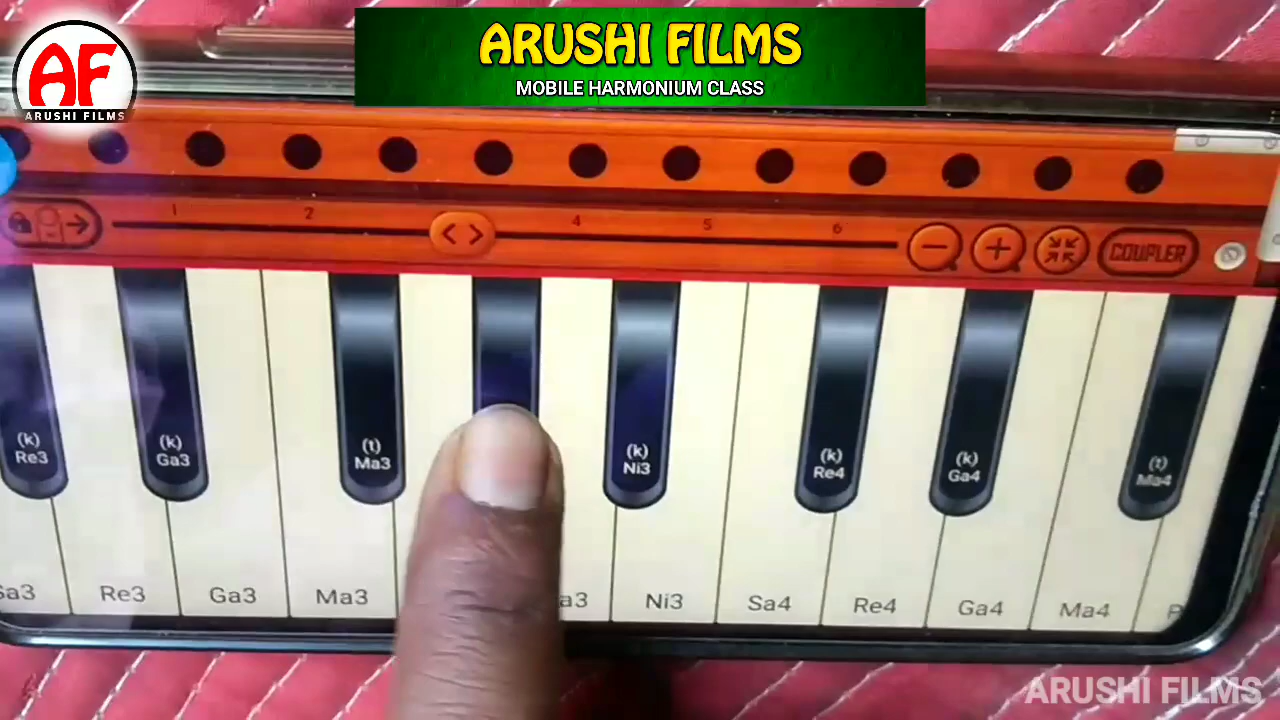 AF
ARUSHI FILMS
ARUSHI FILMS
MOBILE HARMONIUM CLASS
1
2
4
5
6
COUPLER
(k)
Re3
(k)
Ga3
(t)
Ma3
(k)
Ni3
(k)
Re4
(k)
Ga4
(t)
Ma4
Sa3
Re3
Ga3
Ma3
Ni3
Sa4
Re4
Ga4
Ma4
ARUSHI FILMS